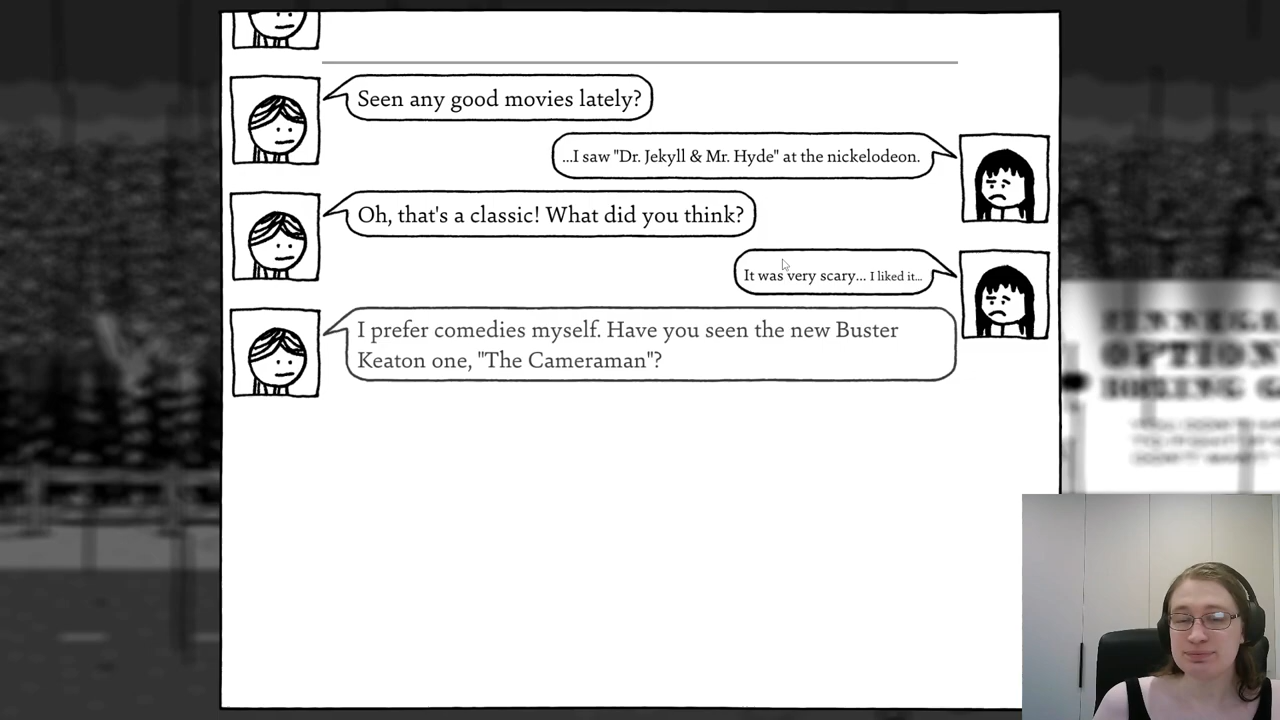 Seen any good movies lately?
...I saw "Dr. Jekyll & Mr. Hyde" at the nickelodeon.
Oh, that's a classic! What did you think?
It was very scary... I liked it...
I prefer comedies myself. Have you seen the new Buster
Keaton one, "The Cameraman"?